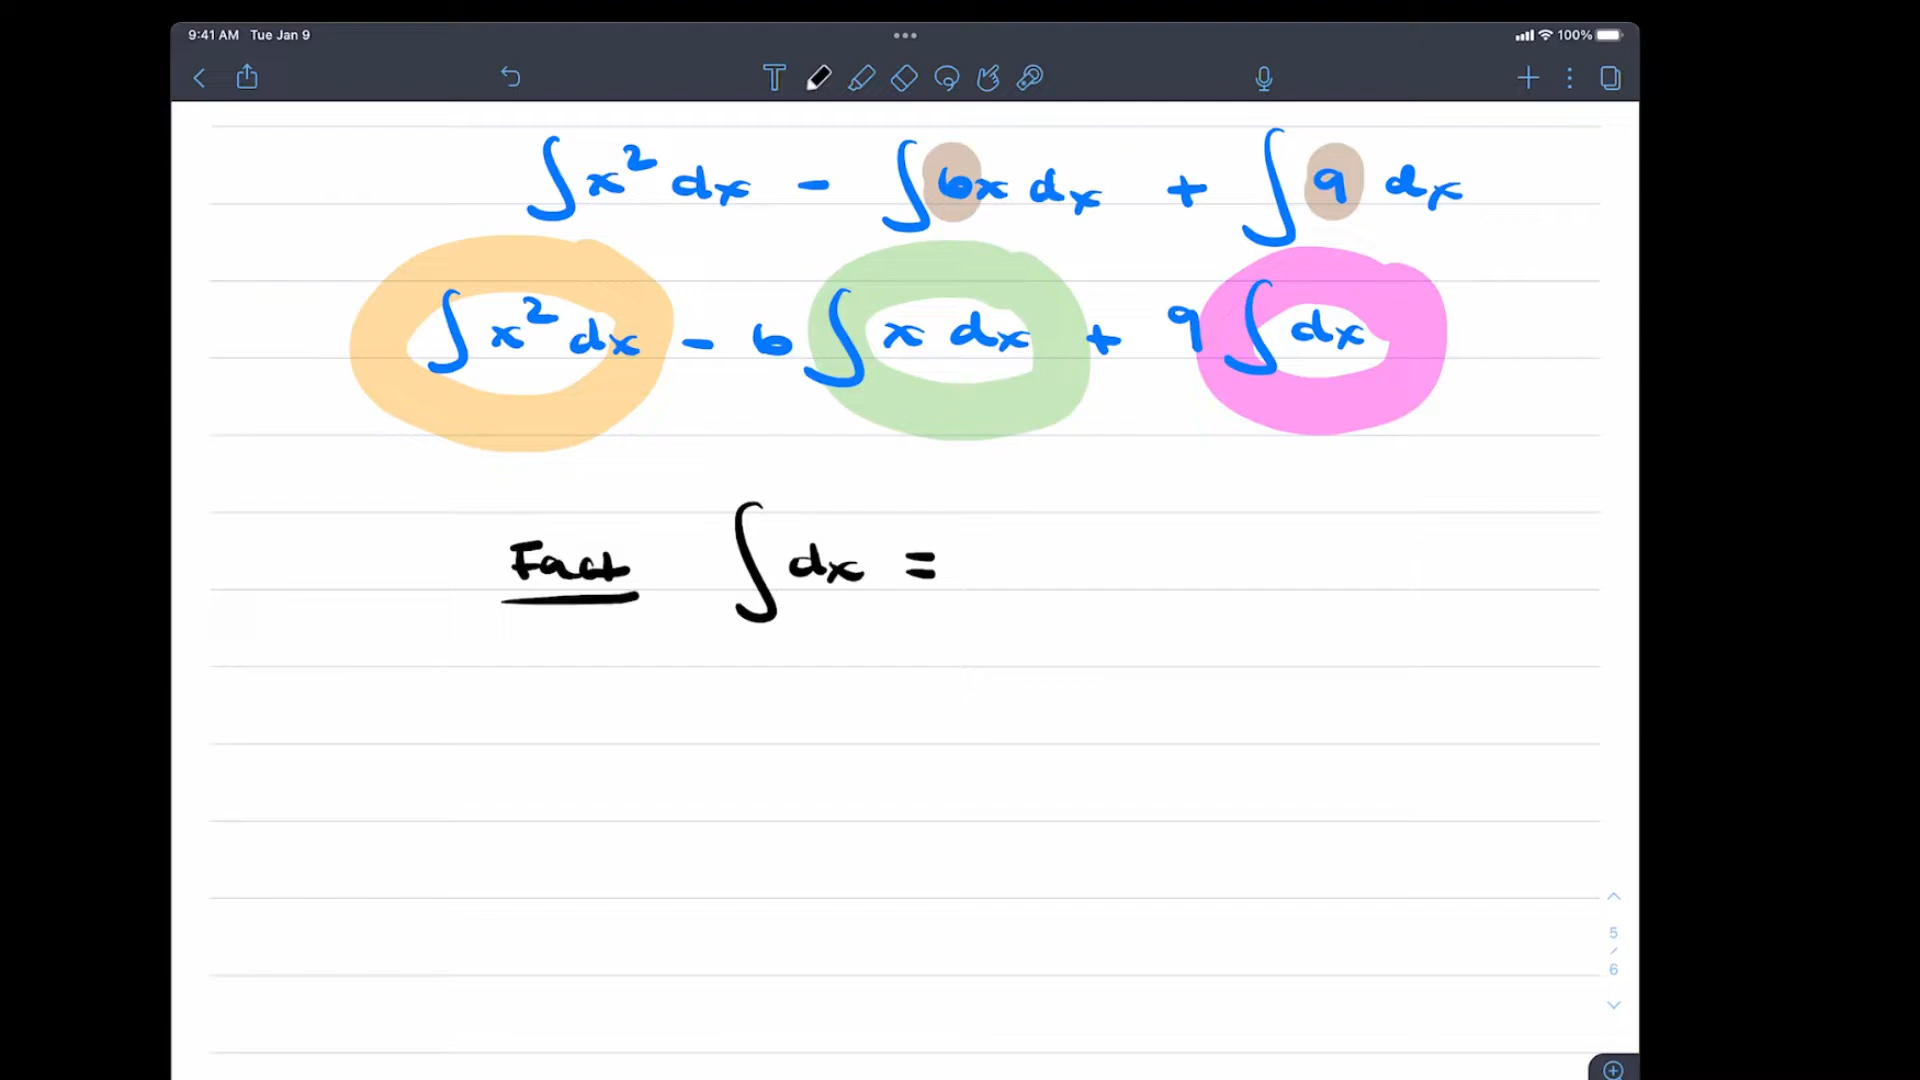 9:41 AM Tue Jan 9 100%
∫x² dx - ∫6x dx + ∫9 dx
∫x² dx - 6∫x dx + 9∫dx
Fact ∫dx =
5
/
6